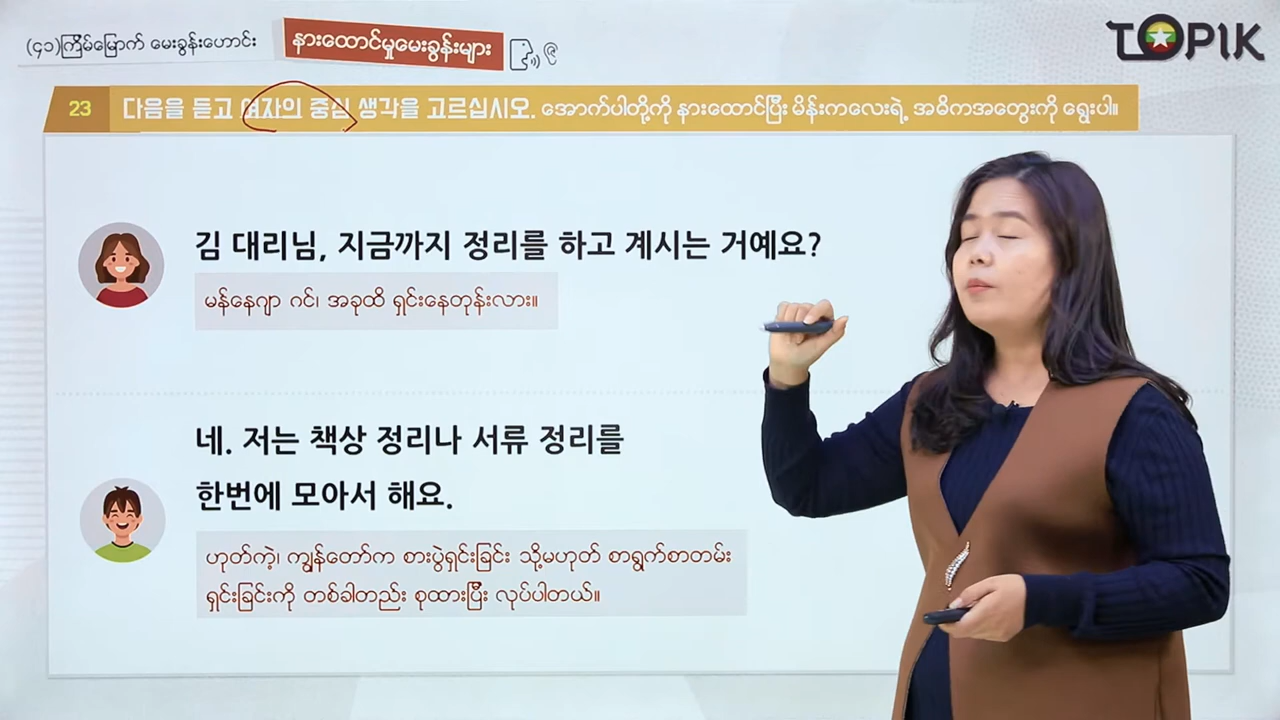 (၄၁)ကြိမ်မြောက် မေးခွန်းဟောင်း
နားထောင်မှုမေးခွန်းများ
၉
TOPIK
23 다음을 듣고 여자의 중심 생각을 고르십시오. အောက်ပါတို့ကို နားထောင်ပြီး မိန်းကလေးရဲ့ အဓိကအတွေးကို ရွေးပါ။
김 대리님, 지금까지 정리를 하고 계시는 거예요?
မန်နေဂျာ ဂင်၊ အခုထိ ရှင်းနေတုန်းလား။
네. 저는 책상 정리나 서류 정리를
한번에 모아서 해요.
ဟုတ်ကဲ့၊ ကျွန်တော်က စားပွဲရှင်းခြင်း သို့မဟုတ် စာရွက်စာတမ်း
ရှင်းခြင်းကို တစ်ခါတည်း စုထားပြီး လုပ်ပါတယ်။